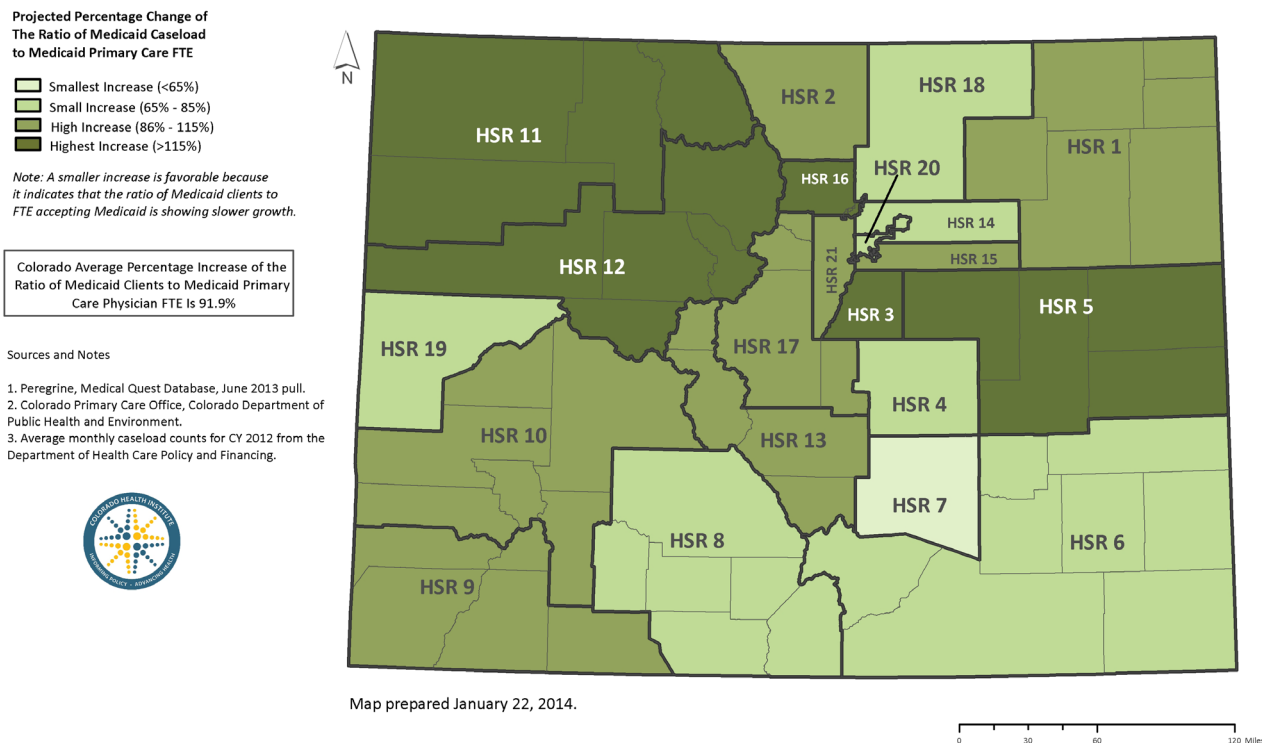 Projected Percentage Change of
The Ratio of Medicaid Caseload
to Medicaid Primary Care FTE
Smallest Increase (<65%)
Small Increase (65% - 85%)
High Increase (86% - 115%)
Highest Increase (>115%)
Note: A smaller increase is favorable because
it indicates that the ratio of Medicaid clients to
FTE accepting Medicaid is showing slower growth.
Colorado Average Percentage Increase of the
Ratio of Medicaid Clients to Medicaid Primary
Care Physician FTE Is 91.9%
Sources and Notes
1. Peregrine, Medical Quest Database, June 2013 pull.
2. Colorado Primary Care Office, Colorado Department of
Public Health and Environment.
3. Average monthly caseload counts for CY 2012 from the
Department of Health Care Policy and Financing.
COLORADO HEALTH INSTITUTE
INFORMING POLICY • ADVANCING HEALTH
N
HSR 18
HSR 2
HSR 11
HSR 1
HSR 20
HSR 16
HSR 14
HSR 15
HSR 12
HSR 21
HSR 5
HSR 3
HSR 17
HSR 19
HSR 4
HSR 10
HSR 13
HSR 7
HSR 8
HSR 6
HSR 9
Map prepared January 22, 2014.
0 30 60 120 Miles